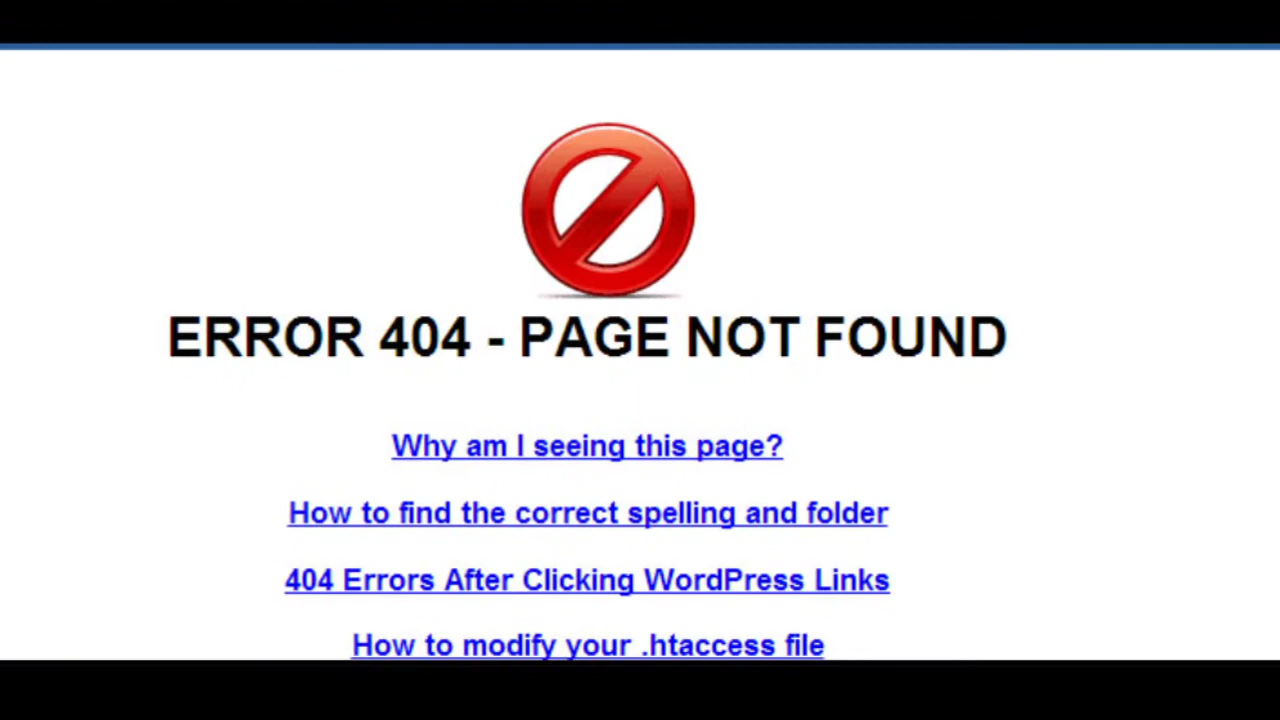 ERROR 404 - PAGE NOT FOUND
Why am I seeing this page?
How to find the correct spelling and folder
404 Errors After Clicking WordPress Links
How to modify your .htaccess file